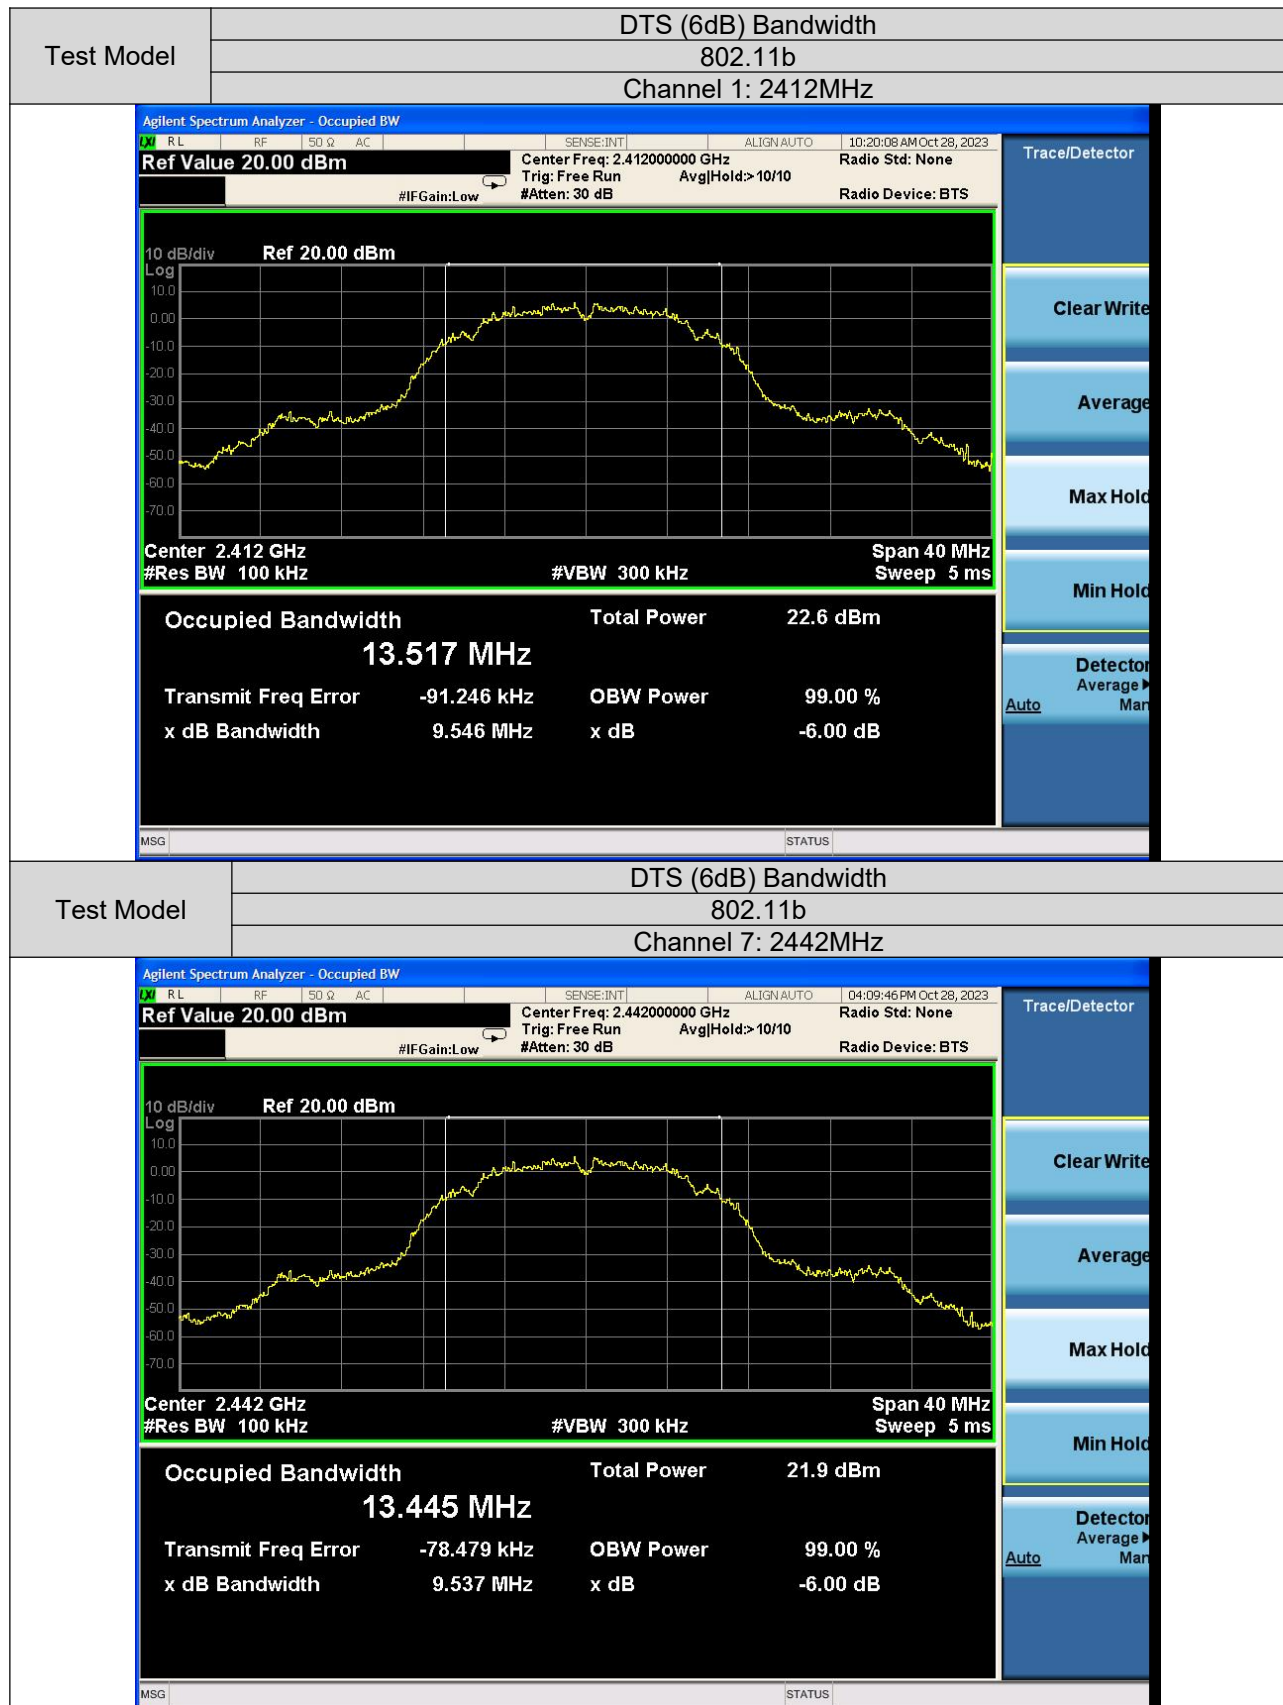 Test Model
DTS (6dB) Bandwidth
802.11b
Channel 1: 2412MHz
Agilent Spectrum Analyzer - Occupied BW
LXI RL RF 50 Ω AC SENSE:INT ALIGN AUTO 10:20:08 AM Oct 28, 2023
Ref Value 20.00 dBm
Center Freq: 2.412000000 GHz
Radio Std: None
Trig: Free Run Avg|Hold:> 10/10
#IFGain:Low #Atten: 30 dB Radio Device: BTS
Trace/Detector
10 dB/div Ref 20.00 dBm
Log
10.0
0.00
-10.0
-20.0
-30.0
-40.0
-50.0
-60.0
-70.0
Center 2.412 GHz Span 40 MHz
#Res BW 100 kHz #VBW 300 kHz Sweep 5 ms
Occupied Bandwidth Total Power 22.6 dBm
13.517 MHz
Transmit Freq Error -91.246 kHz OBW Power 99.00 %
x dB Bandwidth 9.546 MHz x dB -6.00 dB
Clear Write
Average
Max Hold
Min Hold
Detector
Average
Auto Man
MSG STATUS
Test Model
DTS (6dB) Bandwidth
802.11b
Channel 7: 2442MHz
Agilent Spectrum Analyzer - Occupied BW
LXI RL RF 50 Ω AC SENSE:INT ALIGN AUTO 04:09:46 PM Oct 28, 2023
Ref Value 20.00 dBm
Center Freq: 2.442000000 GHz
Radio Std: None
Trig: Free Run Avg|Hold:> 10/10
#IFGain:Low #Atten: 30 dB Radio Device: BTS
Trace/Detector
10 dB/div Ref 20.00 dBm
Log
10.0
0.00
-10.0
-20.0
-30.0
-40.0
-50.0
-60.0
-70.0
Center 2.442 GHz Span 40 MHz
#Res BW 100 kHz #VBW 300 kHz Sweep 5 ms
Occupied Bandwidth Total Power 21.9 dBm
13.445 MHz
Transmit Freq Error -78.479 kHz OBW Power 99.00 %
x dB Bandwidth 9.537 MHz x dB -6.00 dB
Clear Write
Average
Max Hold
Min Hold
Detector
Average
Auto Man
MSG STATUS